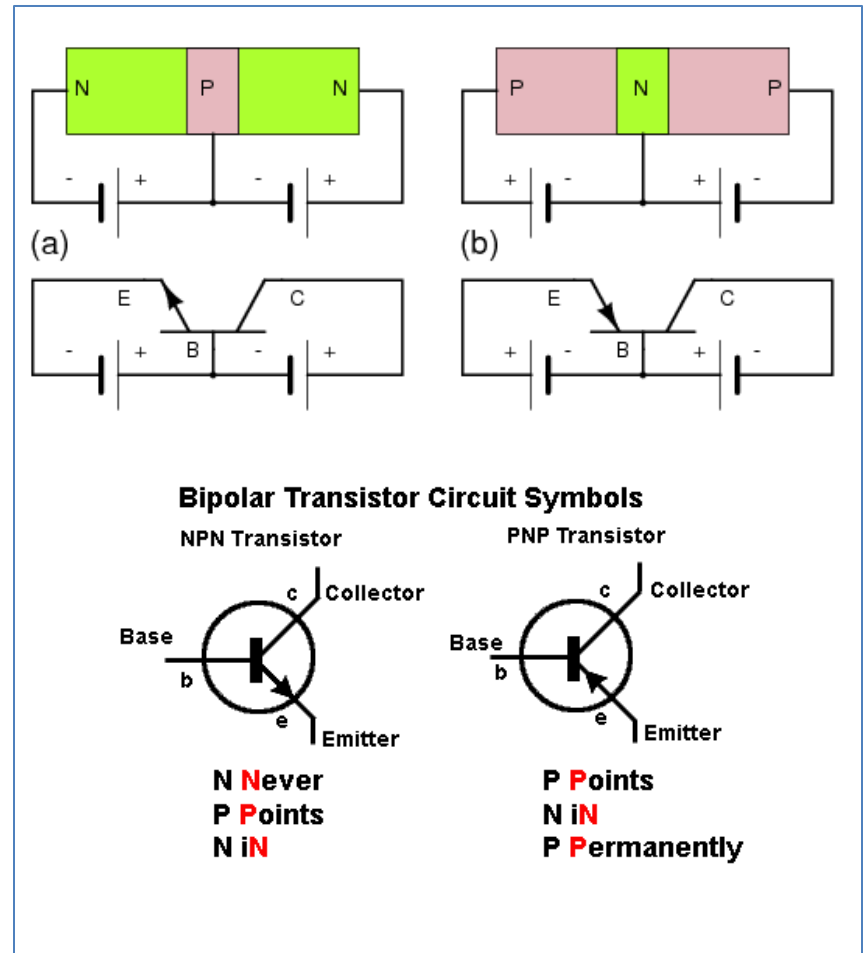 N P N
P N P
- + - +
+ - + -
(a)
(b)
E C
E C
- + B - +
+ - B + -
Bipolar Transistor Circuit Symbols
NPN Transistor
PNP Transistor
c Collector
c Collector
Base
Base
b
b
e
e
Emitter
Emitter
N Never
P Points
N iN
P Points
N iN
P Permanently